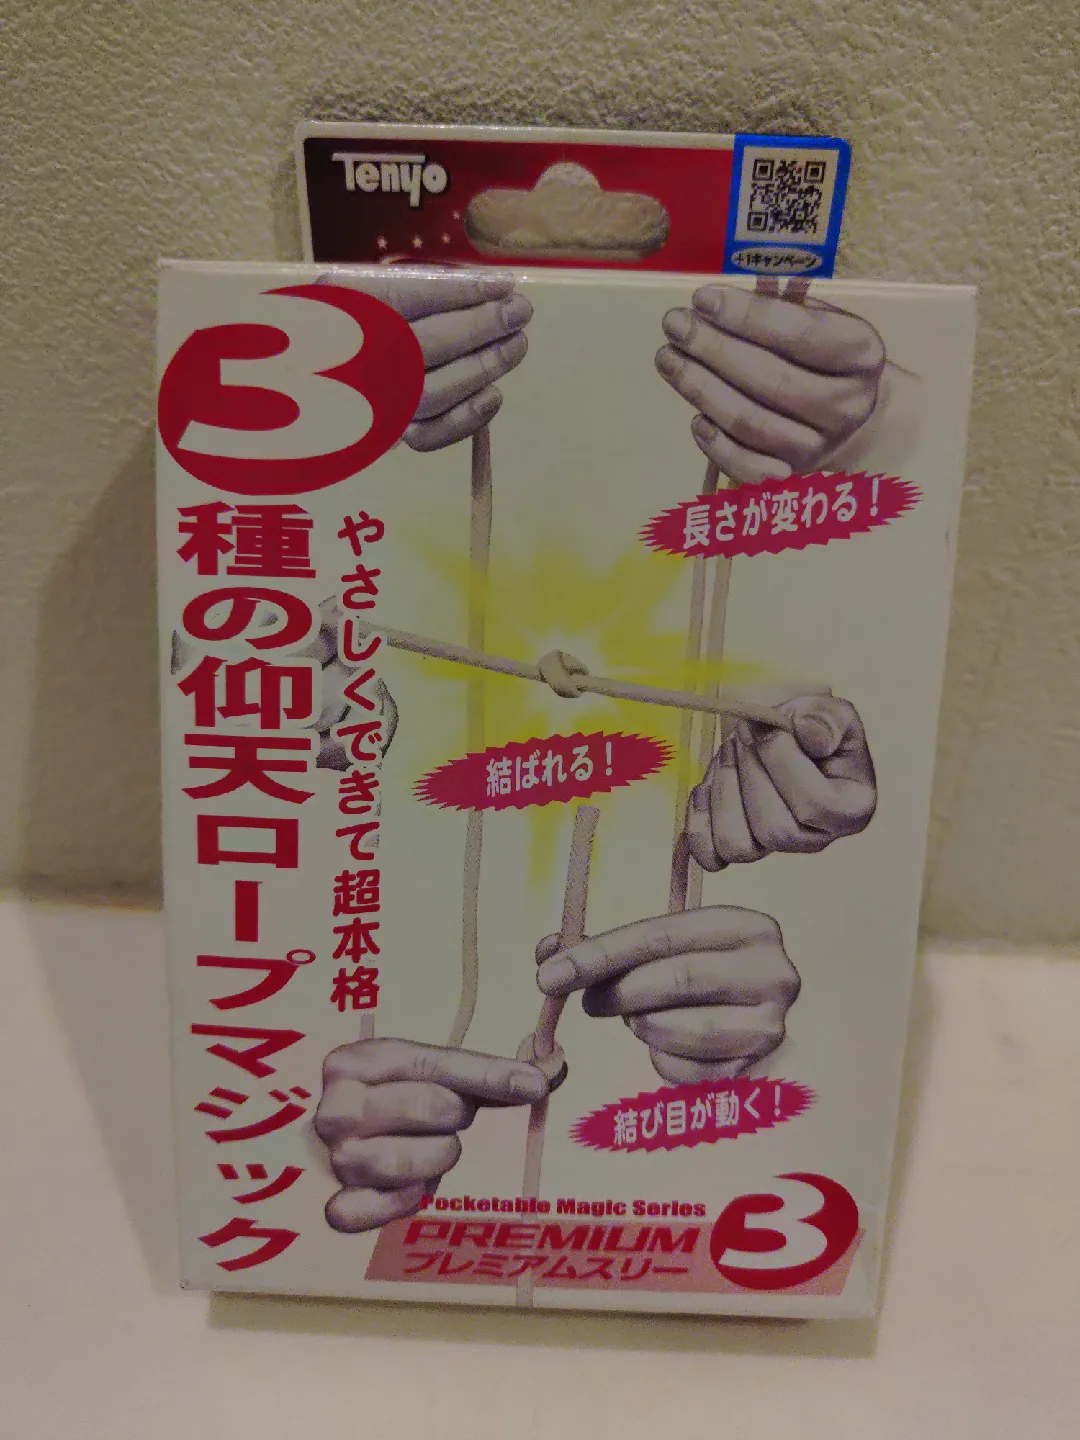 Tenyo
+1キャンペーン
3種の仰天ロープマジック
やさしくできて超本格
長さが変わる!
結ばれる!
結び目が動く!
Pocketable Magic Series
PREMIUM 3
プレミアムスリー